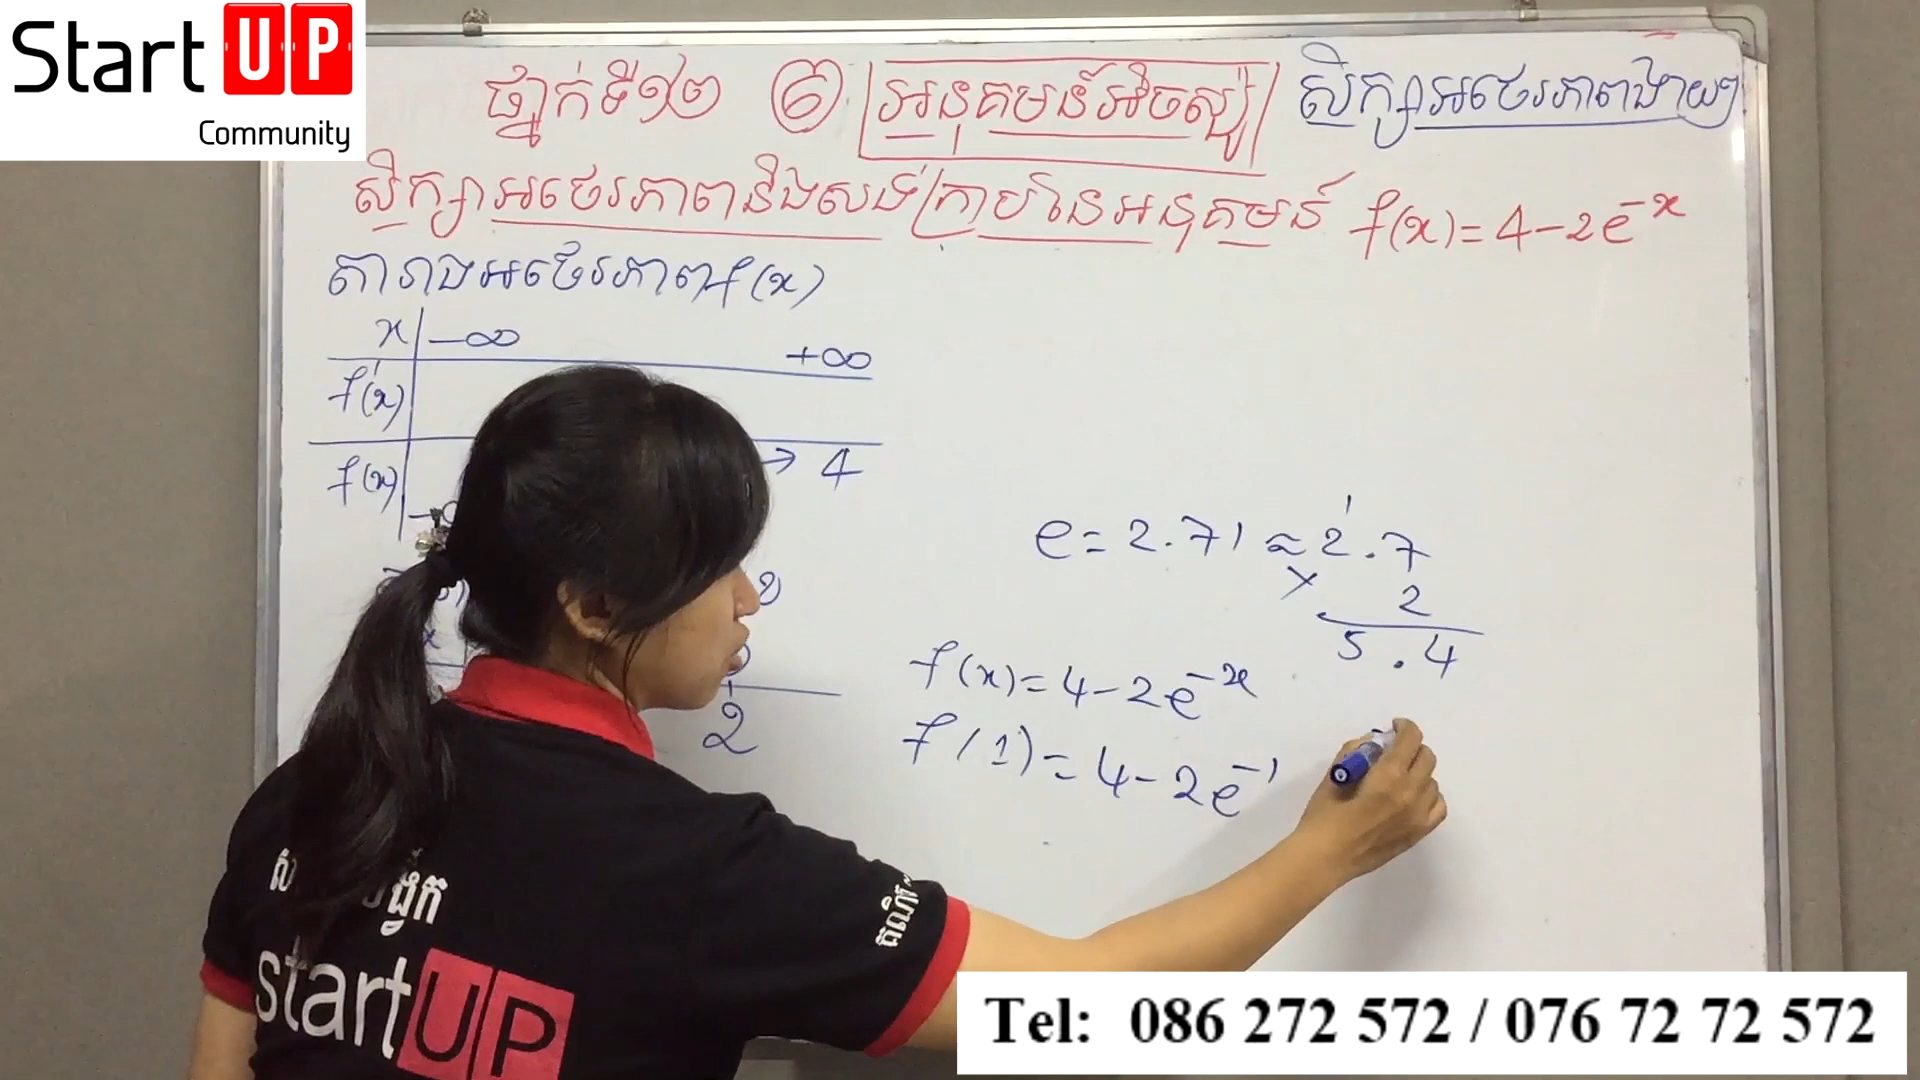 Start UP
Community
ថ្នាក់ទី១២ ⑥ អនុគមន៍អិចស្ប៉ូ សិក្សាអថេរភាពងាយៗ
សិក្សាអថេរភាពនិងសង់ក្រាបនៃអនុគមន៍ f(x)=4-2e^-x
តារាងអថេរភាព f(x)
x -∞ +∞
f'(x)
f(x) → 4
e = 2.71 ≈ 2.7
× 2
5.4
f(x)=4-2e^-x
2
f(1)=4-2e^-1
startUP
Tel: 086 272 572 / 076 72 72 572